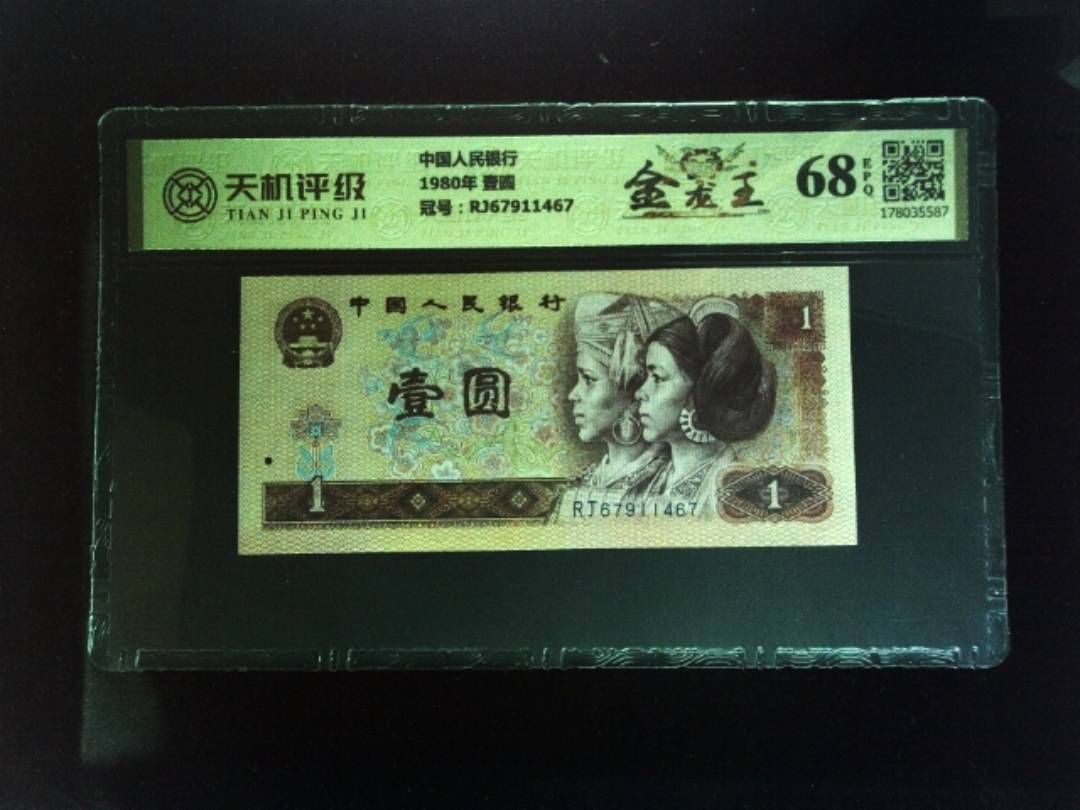 天机评级
TIAN JI PING JI
中国人民银行
1980年 壹圆
冠号：RJ67911467
金龙王
68
EPQ
178035587
中国人民银行
1
壹圆
1
RJ67911467
1